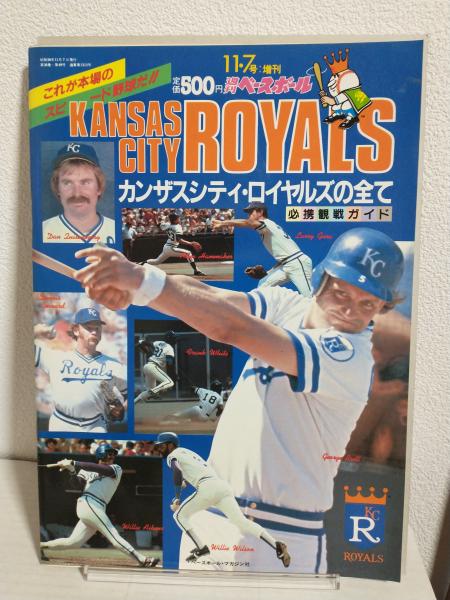 11・7号:増刊
これが本場の
スピード野球だ!!
定価500円
週刊ベースボール
KANSAS
CITY
ROYALS
カンザスシティ・ロイヤルズの全て
必携観戦ガイド
KC
Larry Gura
KC
Royals
Frank White
18
George Brett
Willie Aikens
Willie Wilson
KC
R
ROYALS
ベースボール・マガジン社